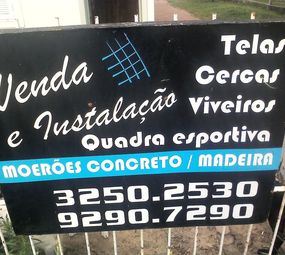 Venda
e Instalação
Telas
Cercas
Viveiros
Quadra esportiva
MOERÕES CONCRETO / MADEIRA
3250.2530
9290.7290